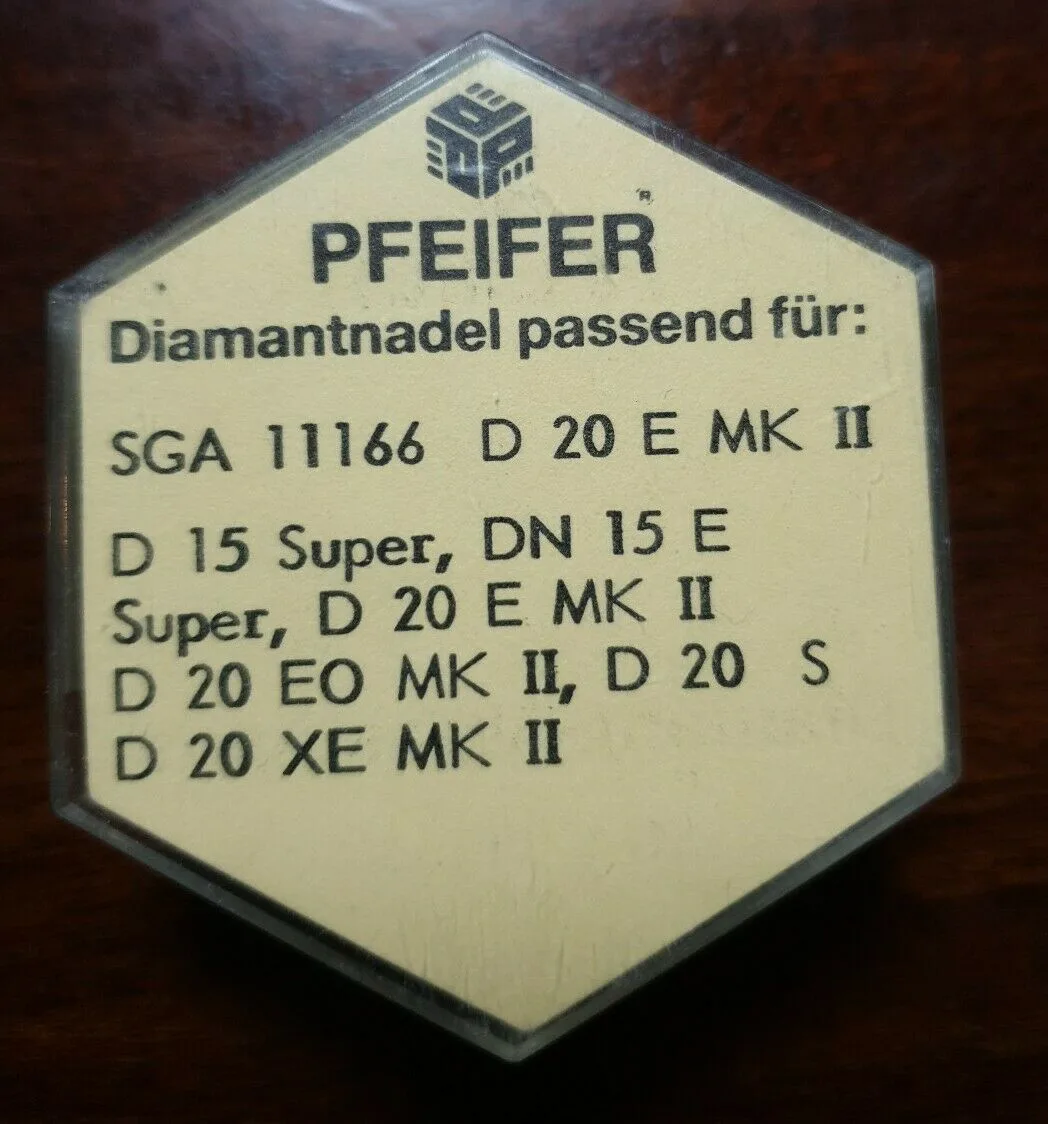 PFEIFER
Diamantnadel passend für:
SGA 11166 D 20 E MK II
D 15 Super, DN 15 E
Super, D 20 E MK II
D 20 EO MK II, D 20 S
D 20 XE MK II